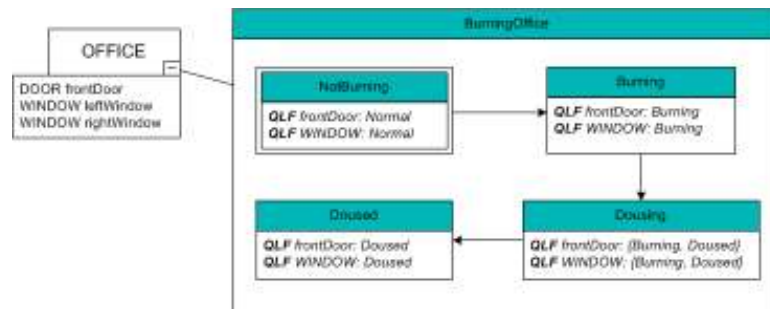 BurningOffice
OFFICE
DOOR frontDoor
WINDOW leftWindow
WINDOW rightWindow
NotBurning
QLF frontDoor: Normal
QLF WINDOW: Normal
Burning
QLF frontDoor: Burning
QLF WINDOW: Burning
Doused
QLF frontDoor: Doused
QLF WINDOW: Doused
Dousing
QLF frontDoor: {Burning, Doused}
QLF WINDOW: {Burning, Doused}